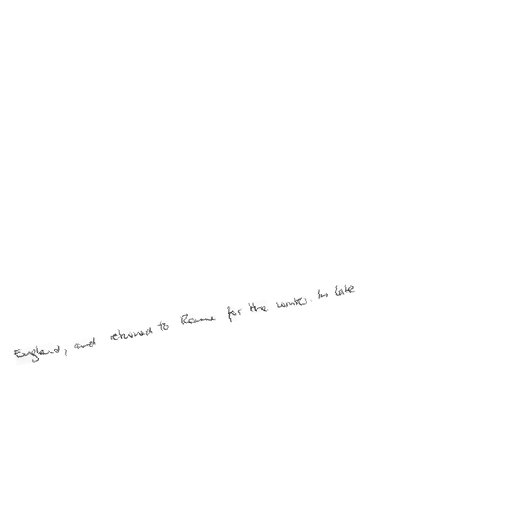 England, and returned to Rome for the winter. In late